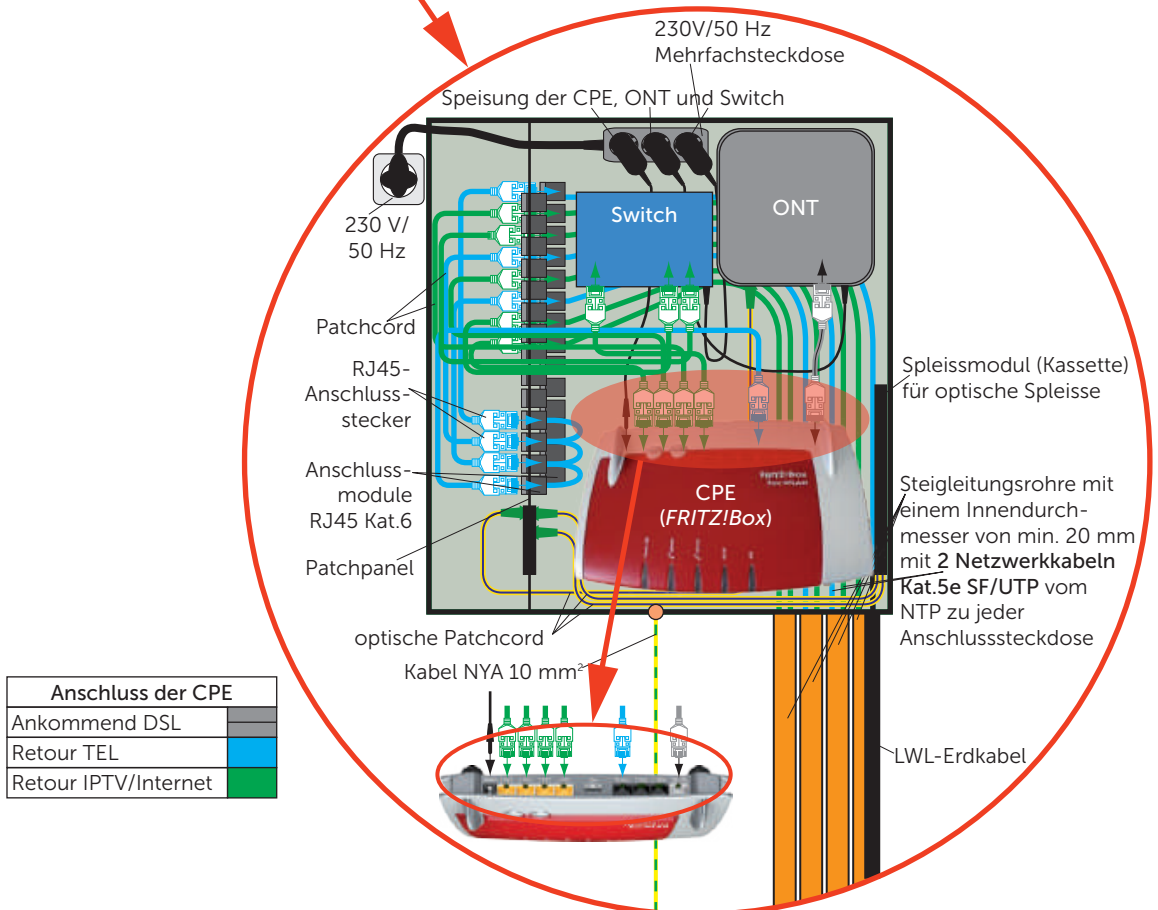 230V/50 Hz
Mehrfachsteckdose
Speisung der CPE, ONT und Switch
230 V/
50 Hz
Switch
ONT
Patchcord
RJ45-
Anschluss-
stecker
Anschluss-
module
RJ45 Kat.6
Patchpanel
Spleissmodul (Kassette)
für optische Spleisse
CPE
(FRITZ!Box)
Steigleitungsrohre mit
einem Innendurch-
messer von min. 20 mm
mit 2 Netzwerkkabeln
Kat.5e SF/UTP vom
NTP zu jeder
Anschlusssteckdose
optische Patchcord
Kabel NYA 10 mm²
LWL-Erdkabel
Anschluss der CPE
Ankommend DSL
Retour TEL
Retour IPTV/Internet